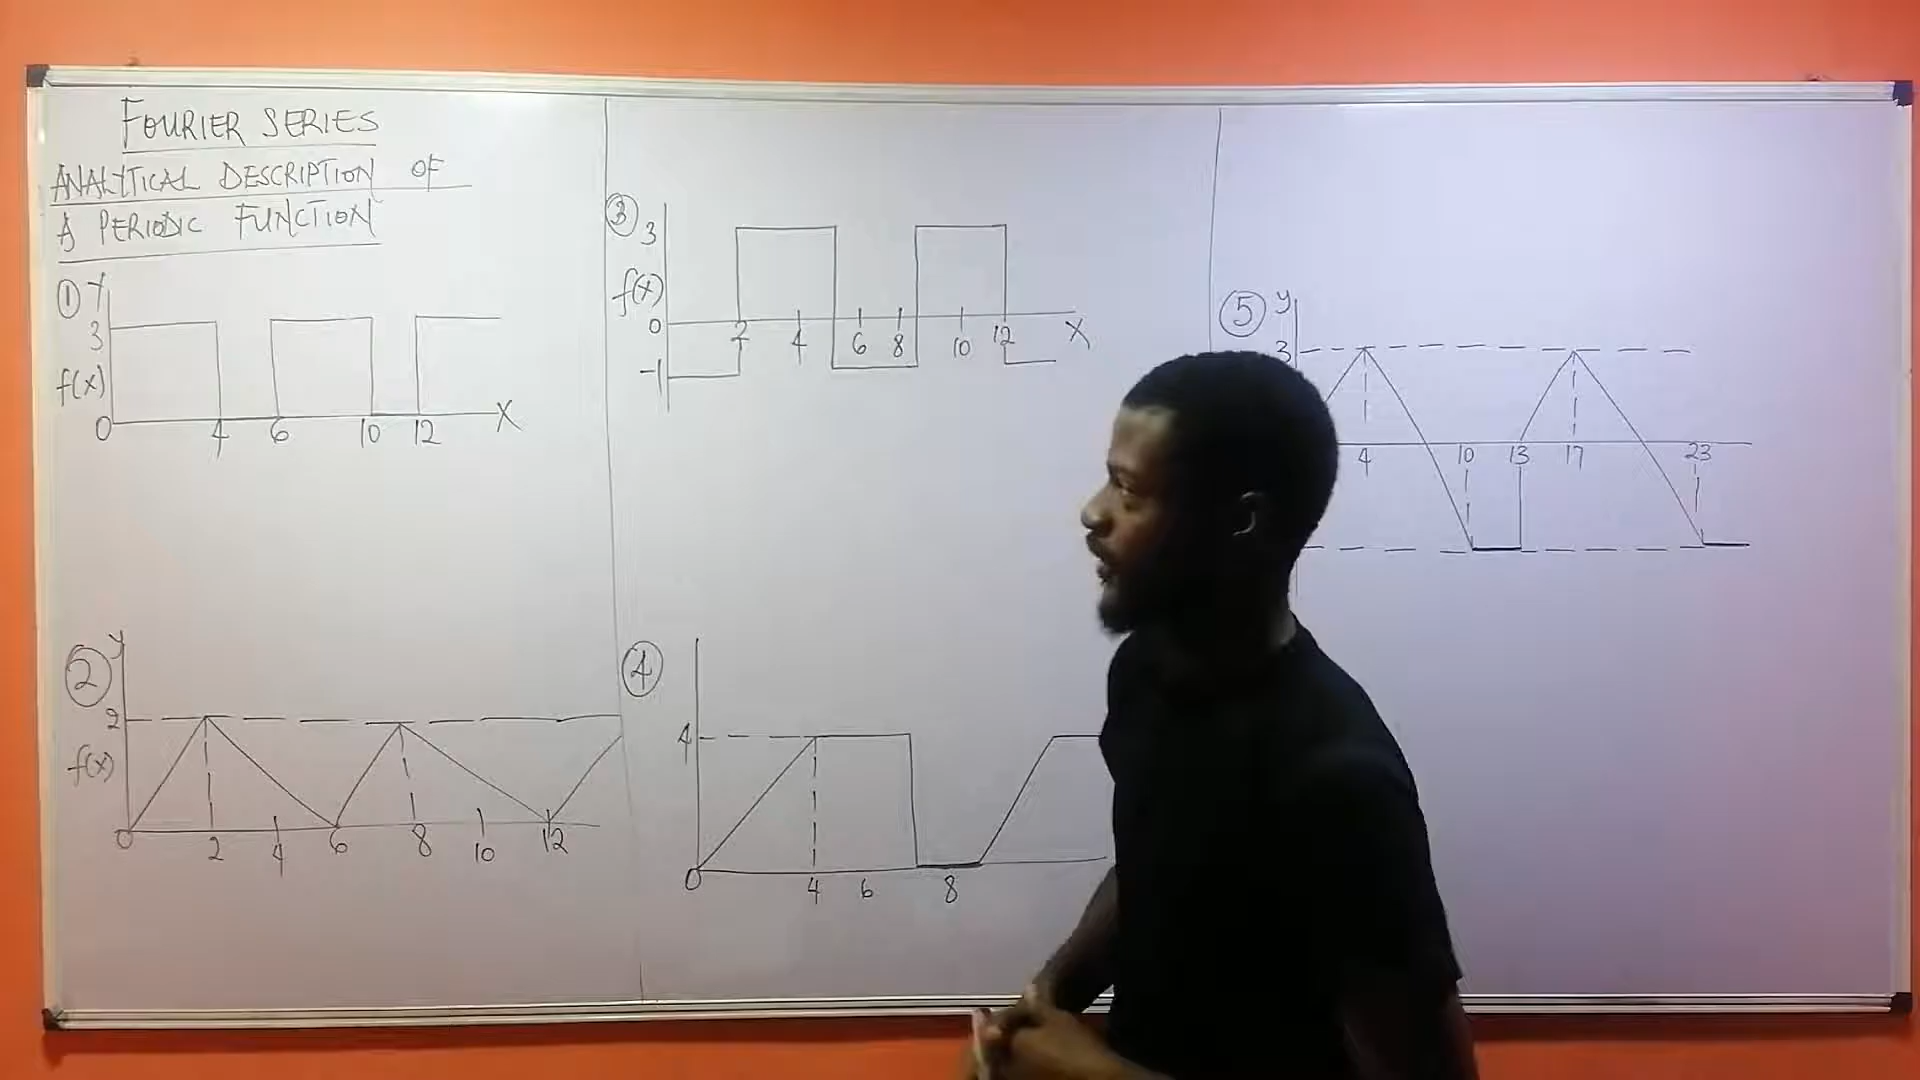 FOURIER SERIES
ANALYTICAL DESCRIPTION OF
A PERIODIC FUNCTION
① Y
3
f(x)
0 4 6 10 12 X
② y
2
f(x)
0 2 4 6 8 10 12
③ 3
f(x)
0 2 4 6 8 10 12 X
-1
④
4
0 4 6 8
⑤ y
3
4 10 13 17 23